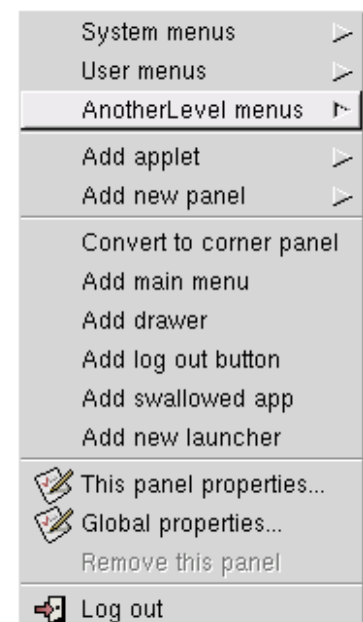 System menus
User menus
AnotherLevel menus
Add applet
Add new panel
Convert to corner panel
Add main menu
Add drawer
Add log out button
Add swallowed app
Add new launcher
This panel properties...
Global properties...
Remove this panel
Log out